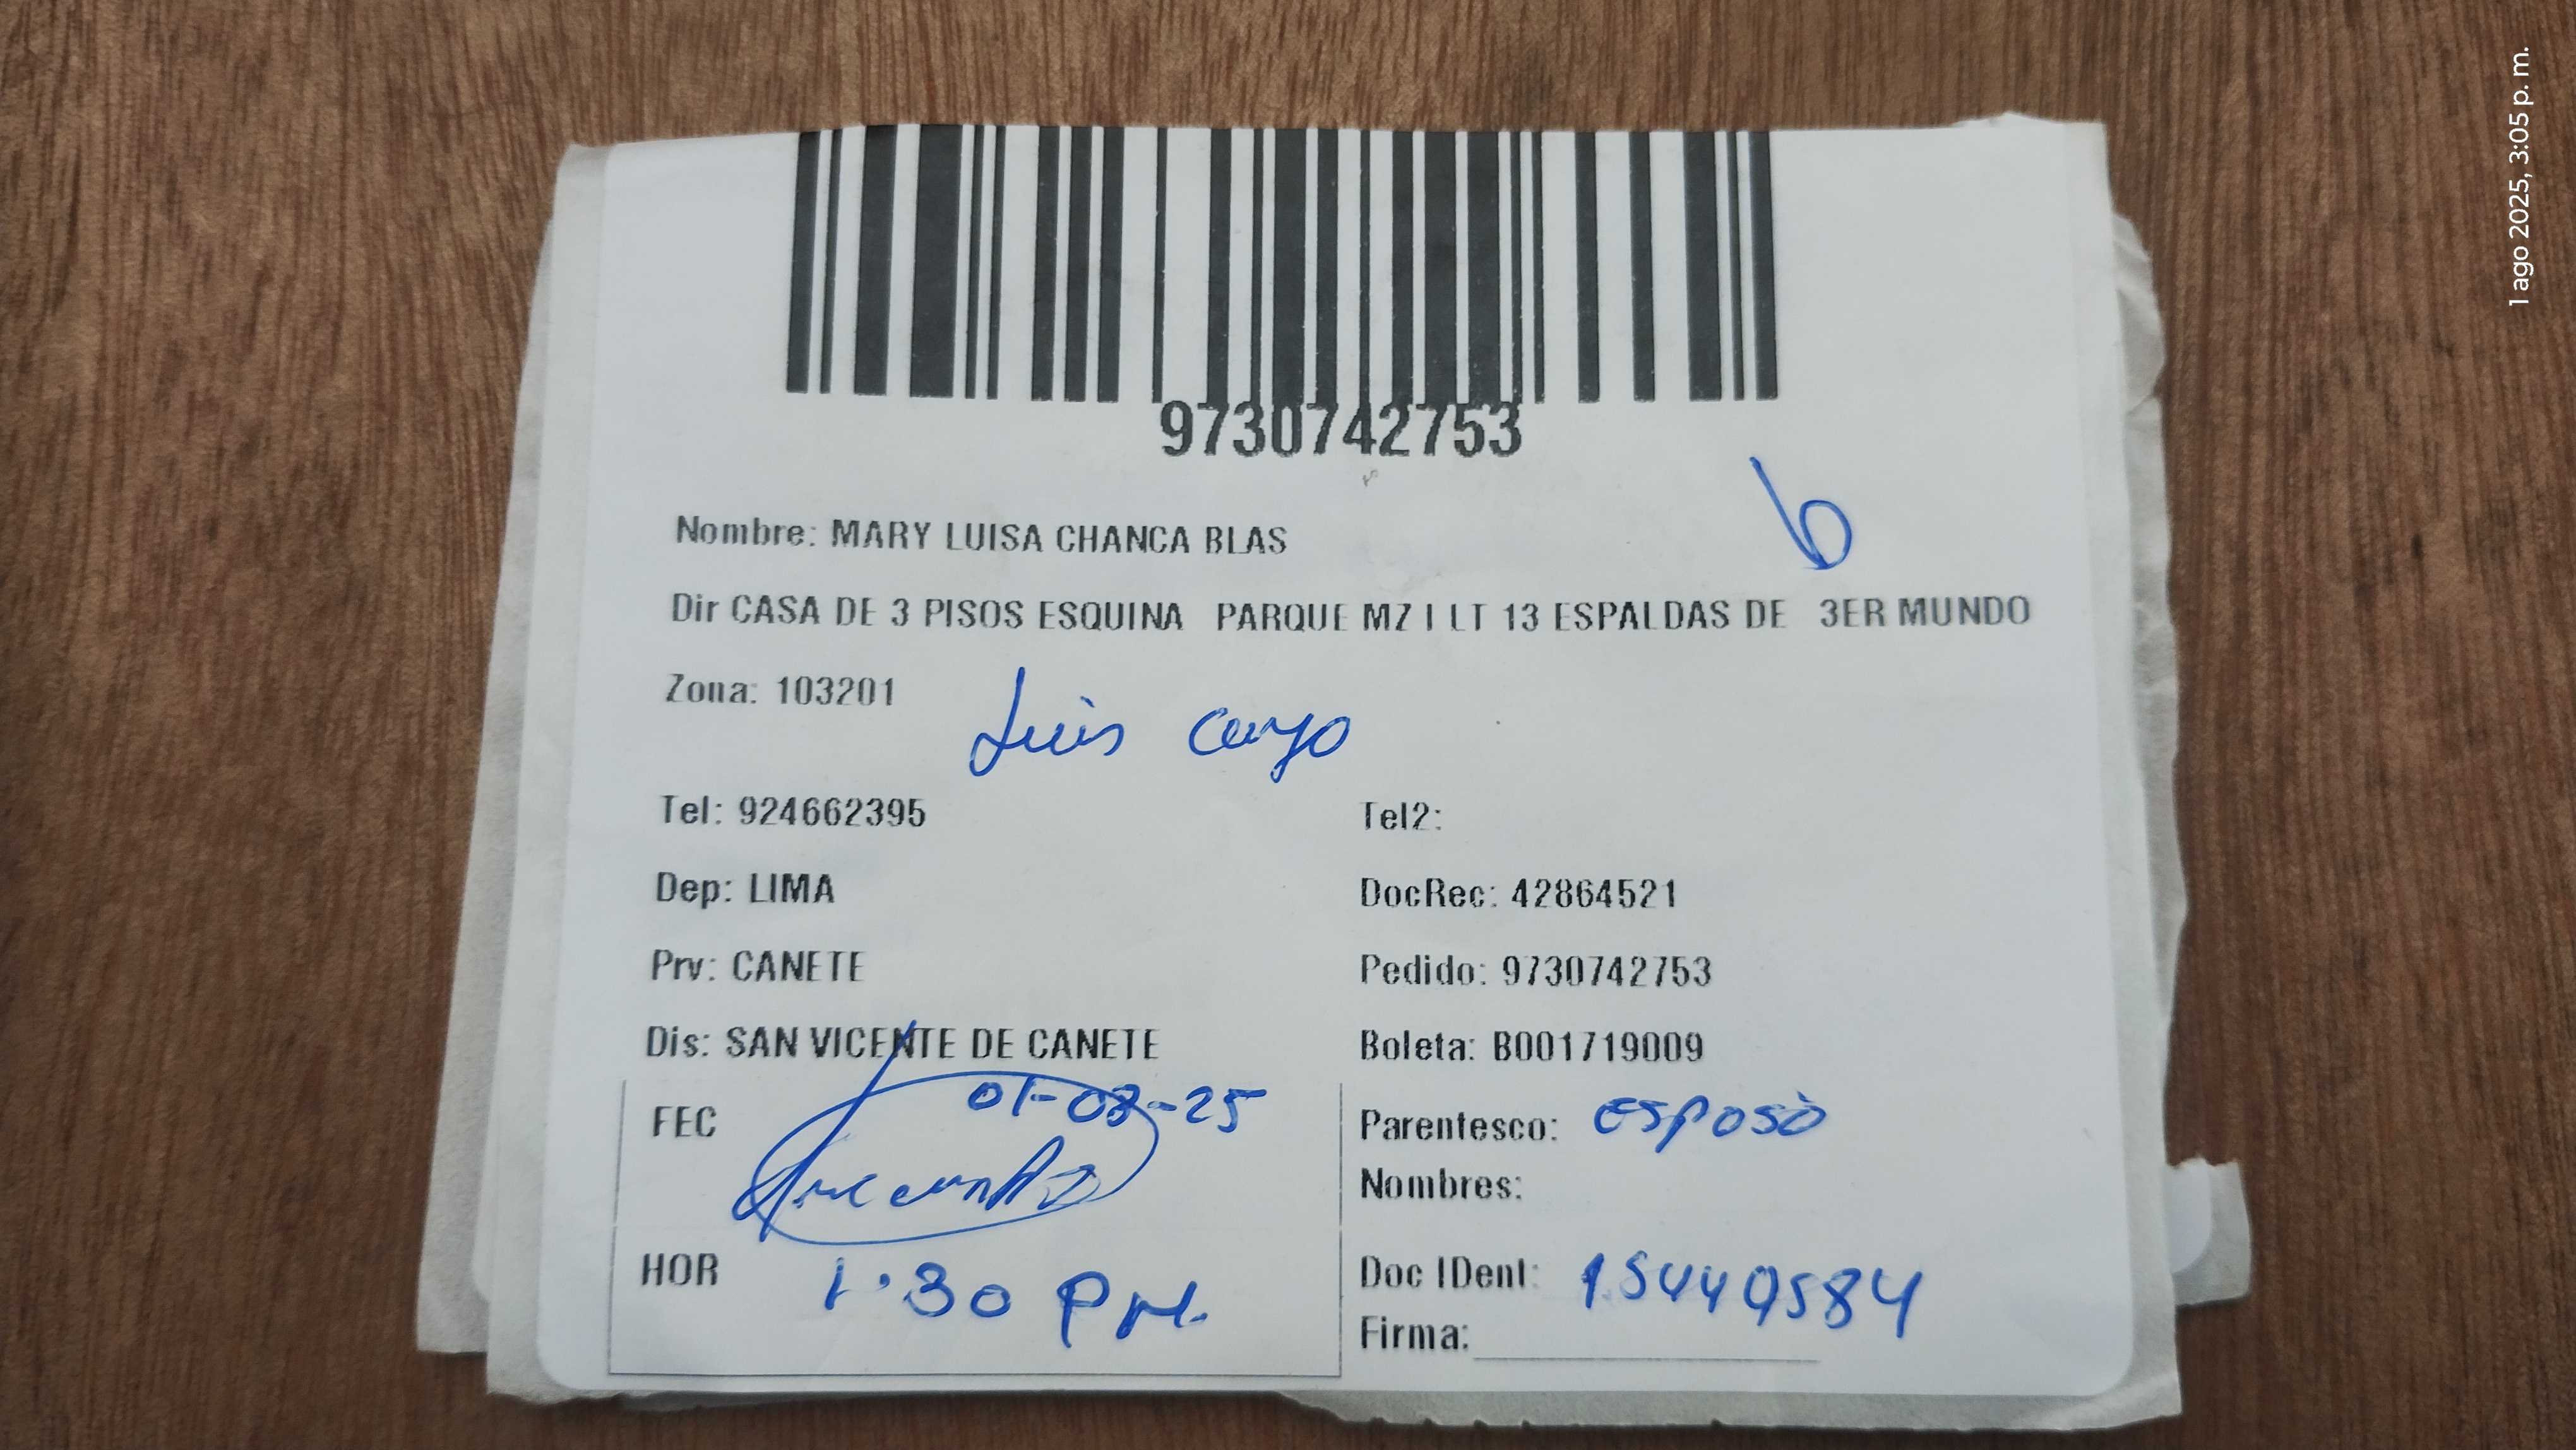 9730742753
6
Nombre: MARY LUISA CHANCA BLAS
Dir CASA DE 3 PISOS ESQUINA PARQUE MZ I LT 13 ESPALDAS DE 3ER MUNDO
Zona: 103201
Luis
Tel: 924662395 Tel2:
Dep: LIMA DocRec: 42864521
Prv: CANETE Pedido: 9730742753
Dis: SAN VICENTE DE CANETE Boleta: B001719009
FEC 01-08-25 Parentesco: esposo
Nombres:
HOR 1:30 PM. Doc IDent: 15440584
Firma:
1 ago 2025, 3:05 p. m.